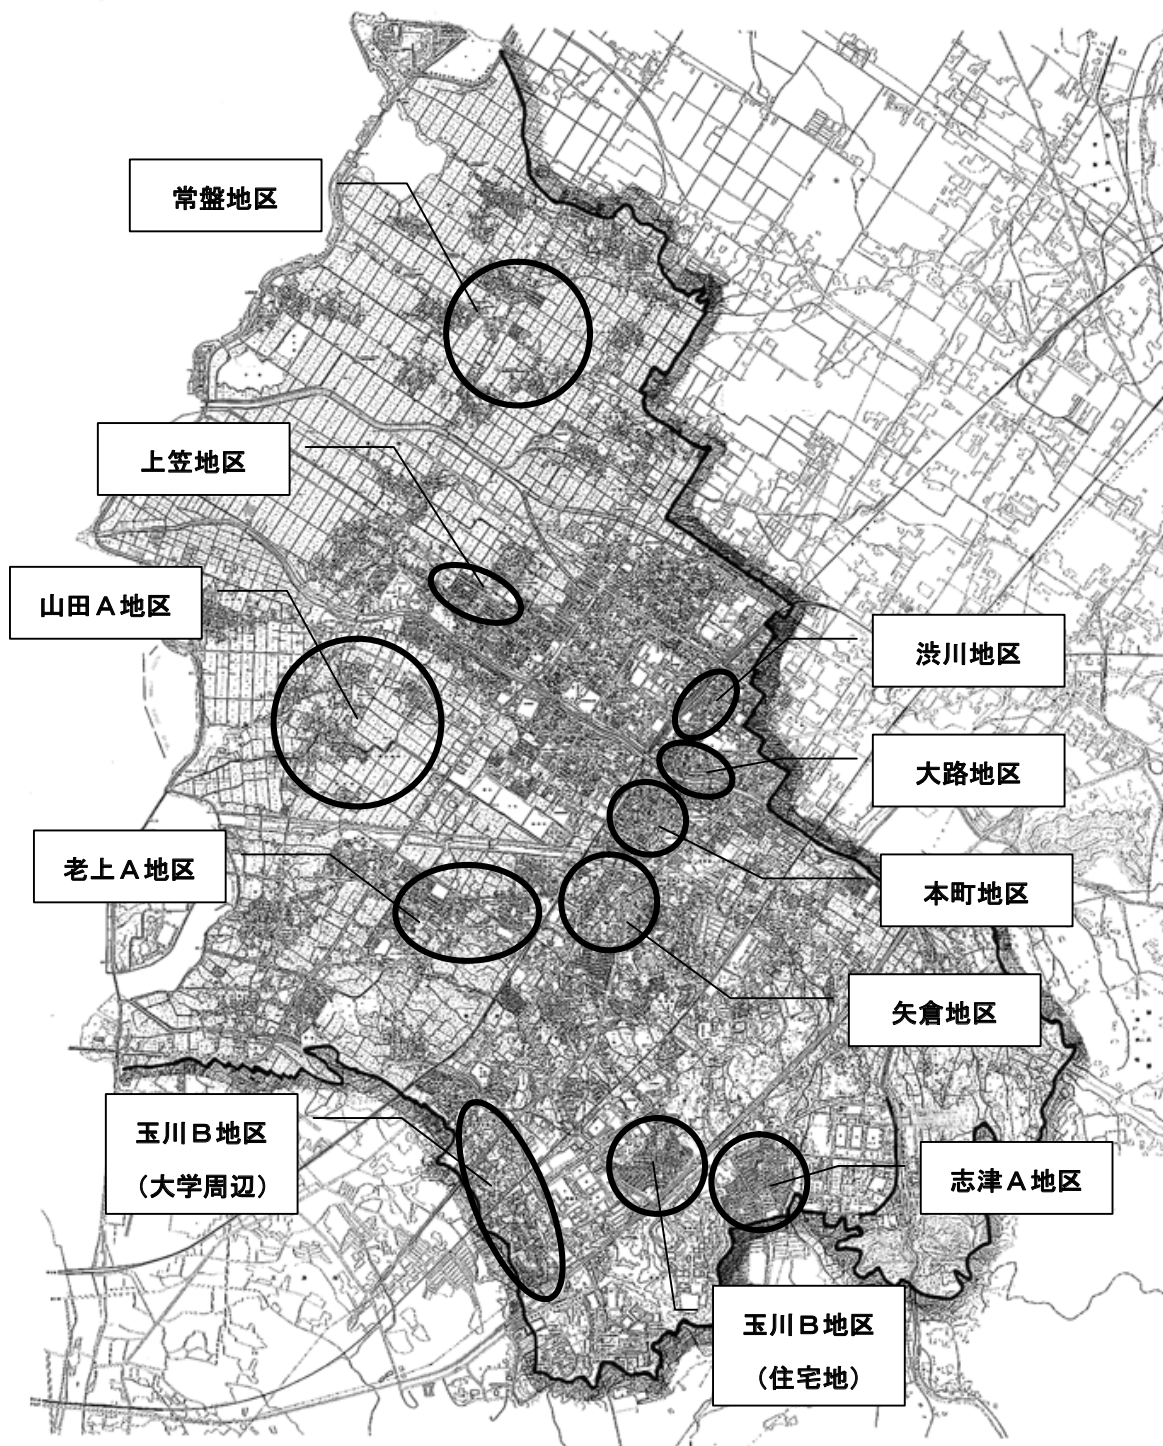 常盤地区
上笠地区
山田Ａ地区
渋川地区
大路地区
老上Ａ地区
本町地区
矢倉地区
玉川Ｂ地区
（大学周辺）
志津Ａ地区
玉川Ｂ地区
（住宅地）